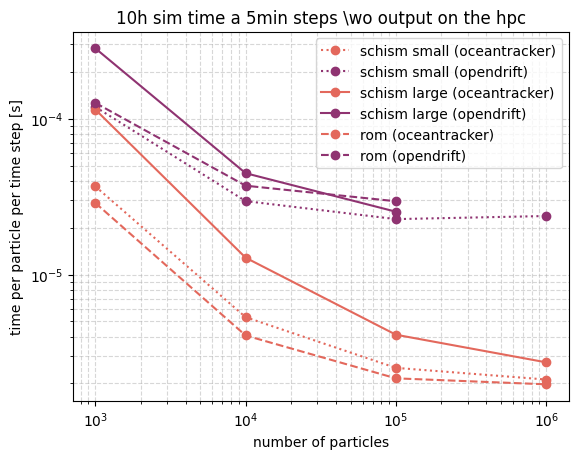 10h sim time a 5min steps \wo output on the hpc
schism small (oceantracker)
schism small (opendrift)
schism large (oceantracker)
schism large (opendrift)
rom (oceantracker)
rom (opendrift)
time per particle per time step [s]
10⁻⁴
10⁻⁵
10³ 10⁴ 10⁵ 10⁶
number of particles